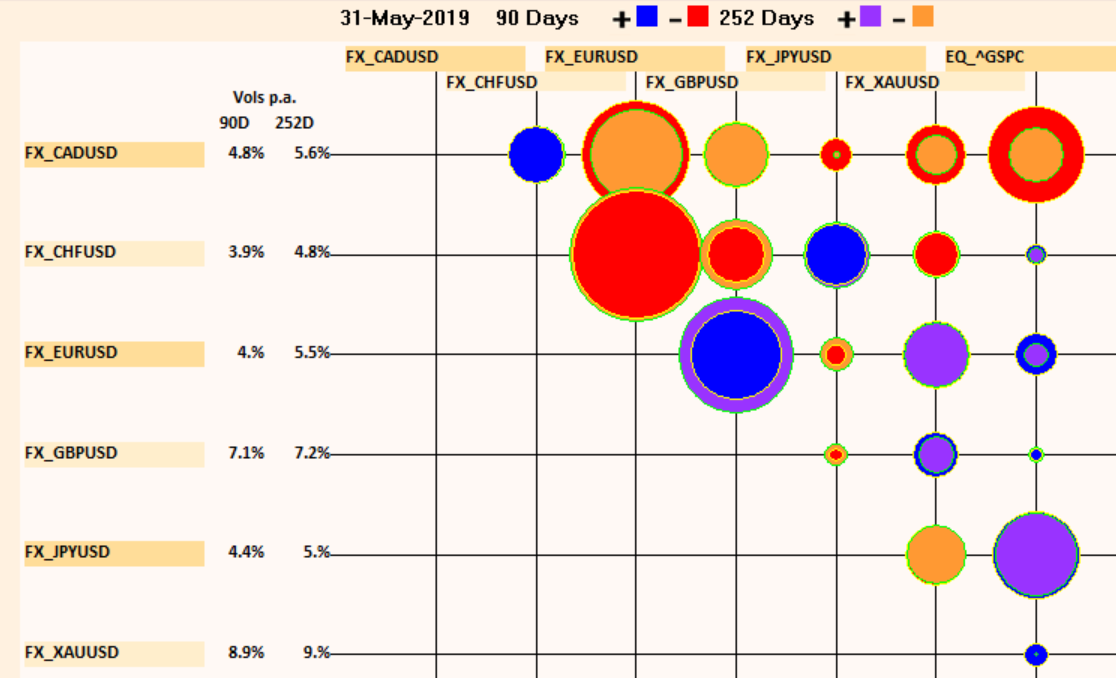 31-May-2019 90 Days + - 252 Days + -
FX_CADUSD FX_EURUSD FX_JPYUSD EQ_^GSPC
FX_CHFUSD FX_GBPUSD FX_XAUUSD
Vols p.a.
90D 252D
FX_CADUSD 4.8% 5.6%
FX_CHFUSD 3.9% 4.8%
FX_EURUSD 4.% 5.5%
FX_GBPUSD 7.1% 7.2%
FX_JPYUSD 4.4% 5.%
FX_XAUUSD 8.9% 9.%